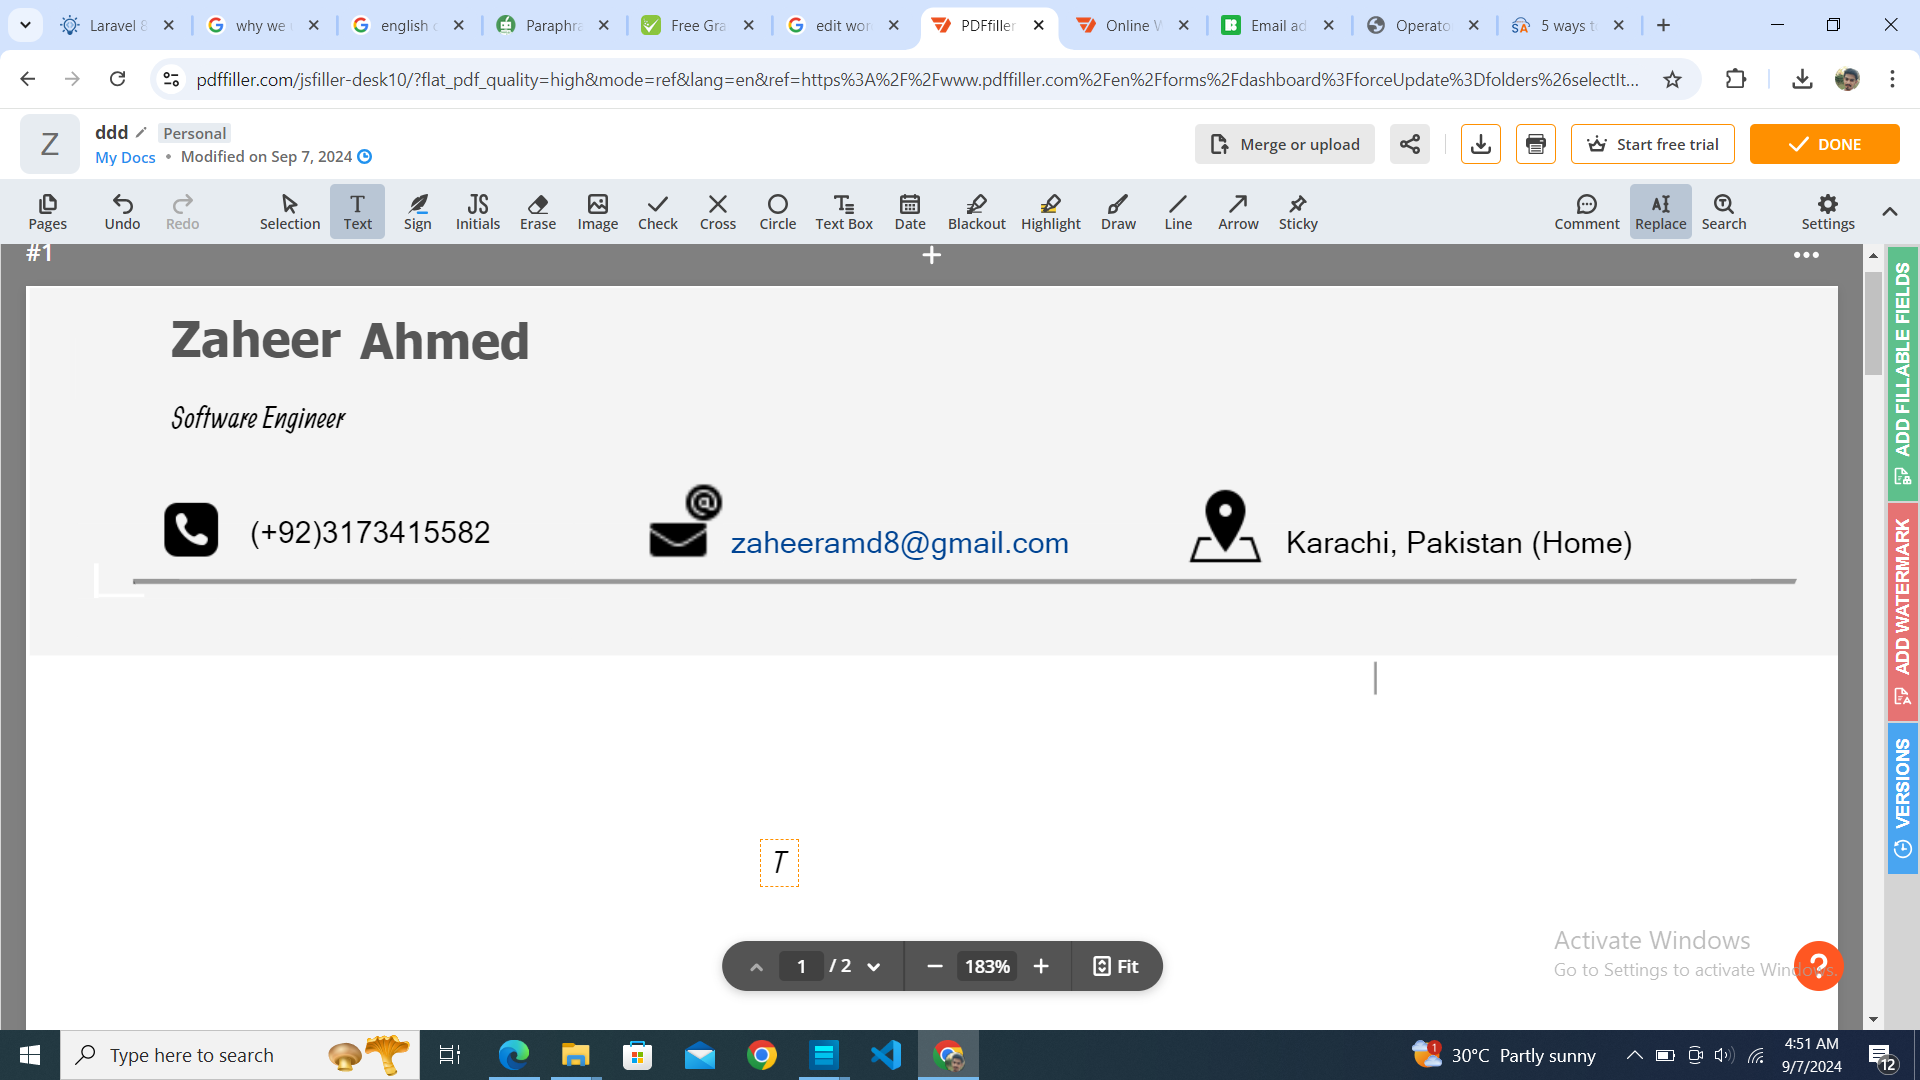 Laravel 8
why we
english c
Paraphra
Free Gra
edit wor
PDFfiller
Online W
Email ad
Operato
5 ways t
pdffiller.com/jsfiller-desk10/?flat_pdf_quality=high&mode=ref&lang=en&ref=https%3A%2F%2Fwww.pdffiller.com%2Fen%2Fforms%2Fdashboard%3FforceUpdate%3Dfolders%26selectIt...
Z
ddd Personal
My Docs • Modified on Sep 7, 2024
Merge or upload
Start free trial
DONE
Pages
Undo
Redo
Selection
Text
Sign
Initials
Erase
Image
Check
Cross
Circle
Text Box
Date
Blackout
Highlight
Draw
Line
Arrow
Sticky
Comment
Replace
Search
Settings
#1
Zaheer Ahmed
Software Engineer
(+92)3173415582
zaheeramd8@gmail.com
Karachi, Pakistan (Home)
T
ADD FILLABLE FIELDS
ADD WATERMARK
VERSIONS
1 / 2
183%
Fit
Activate Windows
Go to Settings to activate Windows.
Type here to search
30°C Partly sunny
4:51 AM
9/7/2024
12